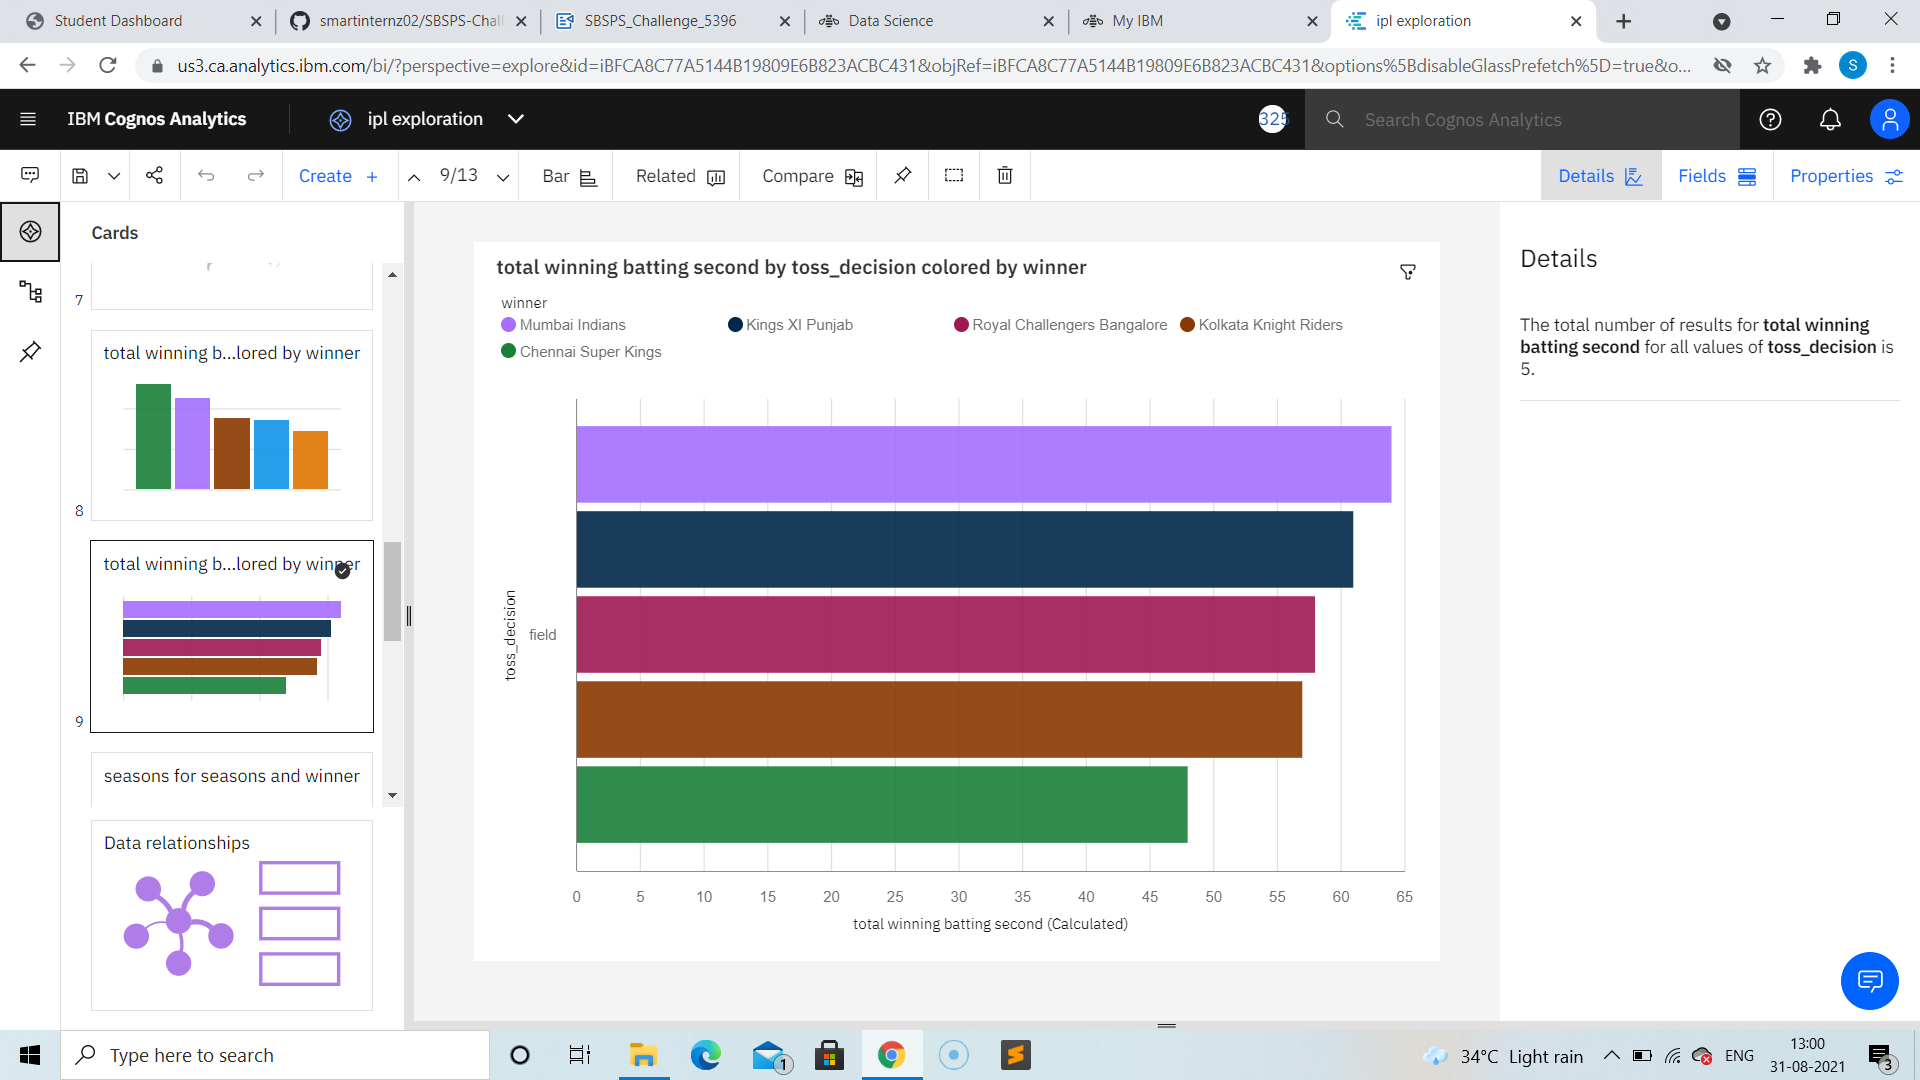 Student Dashboard
smartinternz02/SBSPS-Chall
SBSPS_Challenge_5396
Data Science
My IBM
ipl exploration
us3.ca.analytics.ibm.com/bi/?perspective=explore&id=iBFCA8C77A5144B19809E6B823ACBC431&objRef=iBFCA8C77A5144B19809E6B823ACBC431&options%5BdisableGlassPrefetch%5D=true&o...
S
IBM Cognos Analytics
ipl exploration
325
Search Cognos Analytics
Create +
9/13
Bar
Related
Compare
Details
Fields
Properties
Cards
7
total winning b...lored by winner
8
total winning b...lored by winner
9
seasons for seasons and winner
Data relationships
total winning batting second by toss_decision colored by winner
winner
Mumbai Indians
Kings XI Punjab
Royal Challengers Bangalore
Kolkata Knight Riders
Chennai Super Kings
toss_decision
field
0 5 10 15 20 25 30 35 40 45 50 55 60 65
total winning batting second (Calculated)
Details
The total number of results for total winning
batting second for all values of toss_decision is
5.
Type here to search
1
34°C Light rain
ENG
13:00
31-08-2021
3